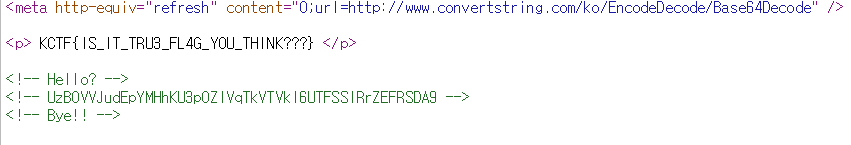 <meta http-equiv="refresh" content="0;url=http://www.convertstring.com/ko/EncodeDecode/Base64Decode" />
<p> KCTF{IS_IT_TRU3_FL4G_YOU_THINK???} </p>
<!-- Hello? -->
<!-- UzBOVVJudEpYMHhKU3pOZlVqTkVTVkl6UTFSSlRrZEFRSDA9 -->
<!-- Bye!! -->